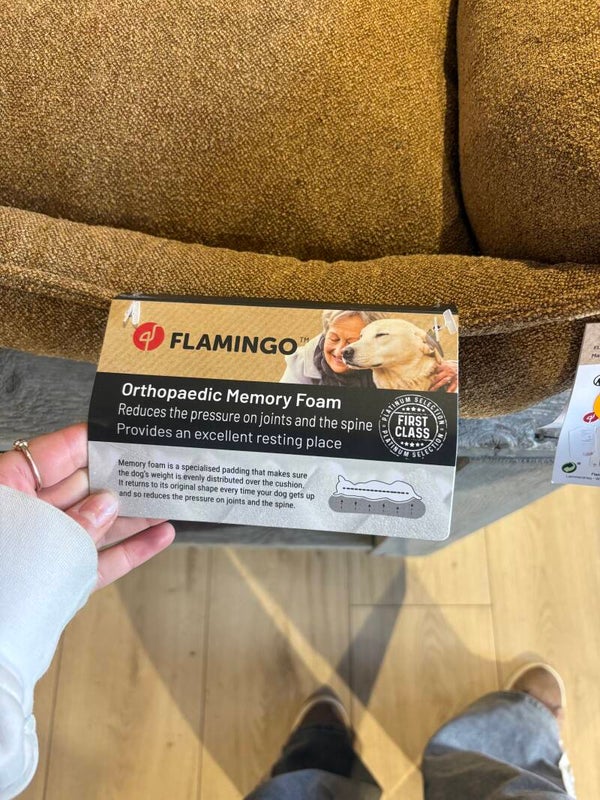 FLAMINGO™
Orthopaedic Memory Foam
Reduces the pressure on joints and the spine
Provides an excellent resting place
PLATINUM SELECTION
FIRST
CLASS
PLATINUM SELECTION
Memory foam is a specialised padding that makes sure
the dog's weight is evenly distributed over the cushion.
It returns to its original shape every time your dog gets up
and so reduces the pressure on joints and the spine.